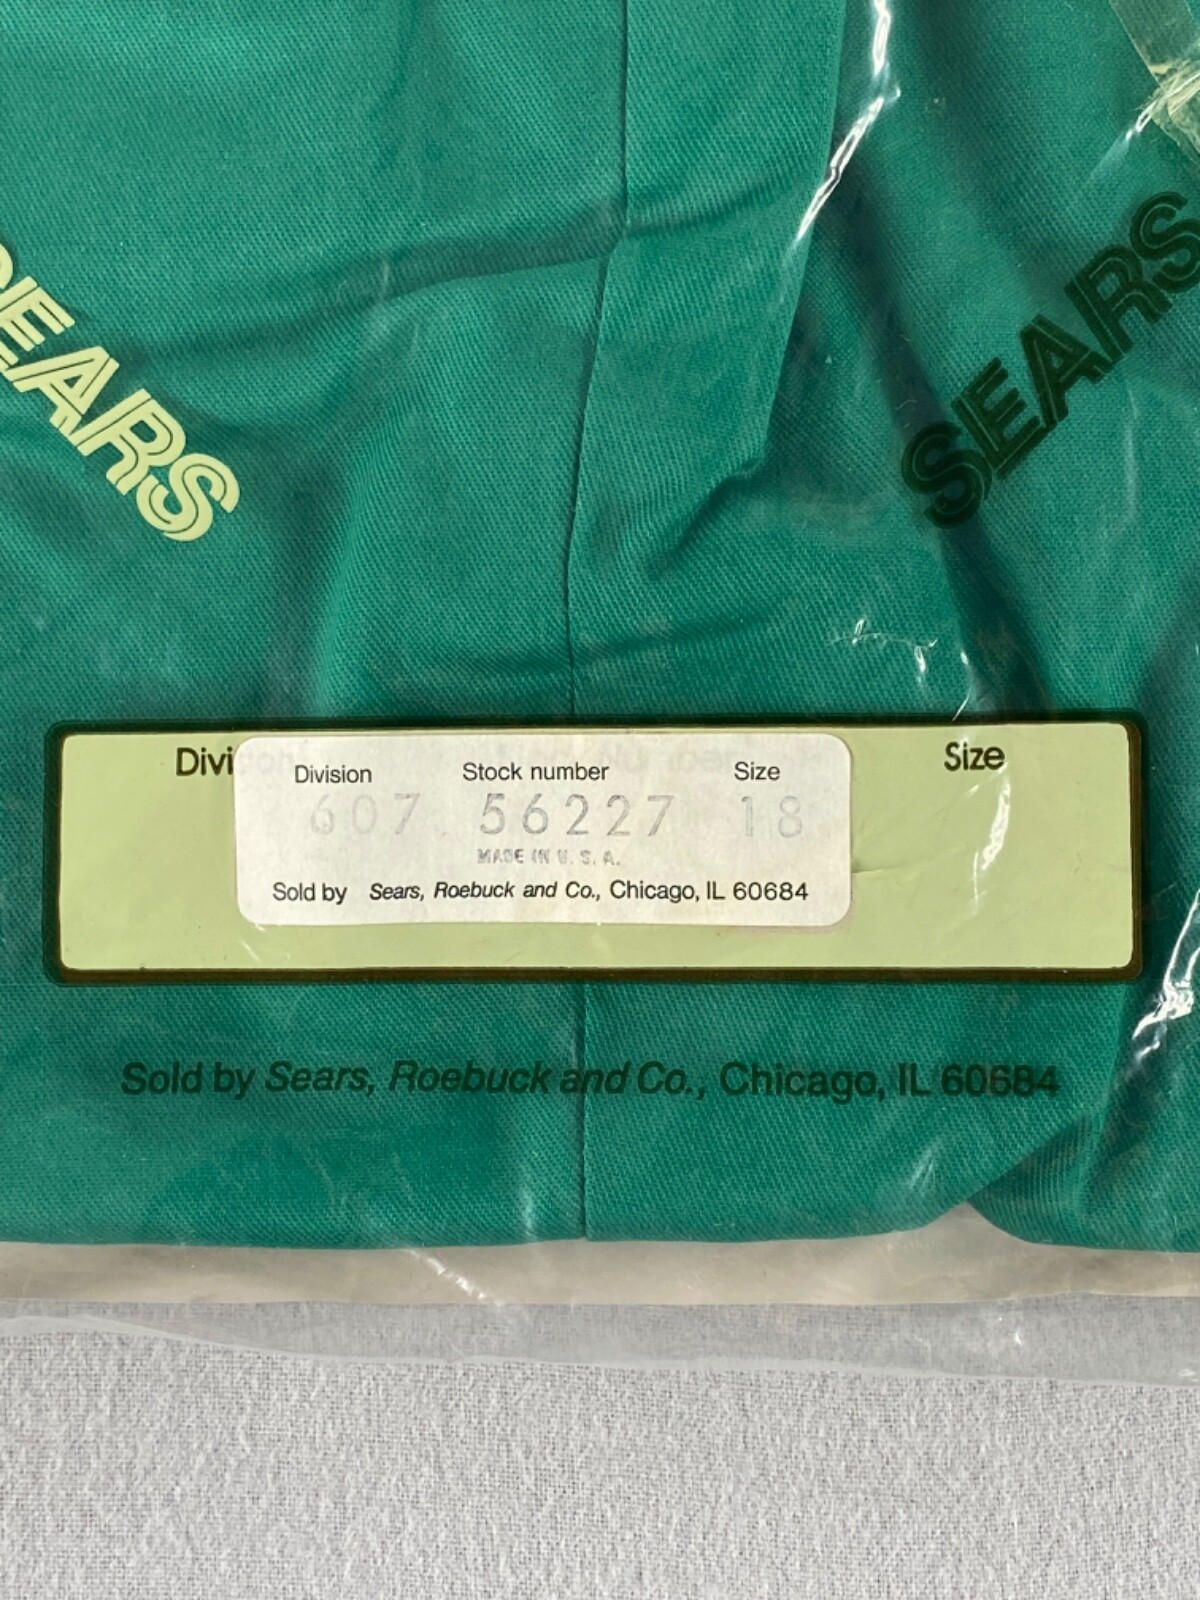 SEARS
SEARS
Divi
Size
Division Stock number Size
607 56227 18
MADE IN U. S. A.
Sold by Sears, Roebuck and Co., Chicago, IL 60684
Sold by Sears, Roebuck and Co., Chicago, IL 60684